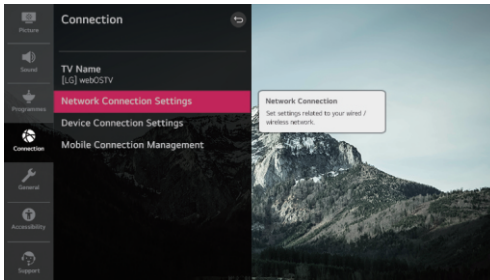 Picture
Sound
Programmes
Connection
General
Accessibility
Support
Connection
TV Name
[LG] webOSTV
Network Connection Settings
Device Connection Settings
Mobile Connection Management
Network Connection
Set settings related to your wired /
wireless network.